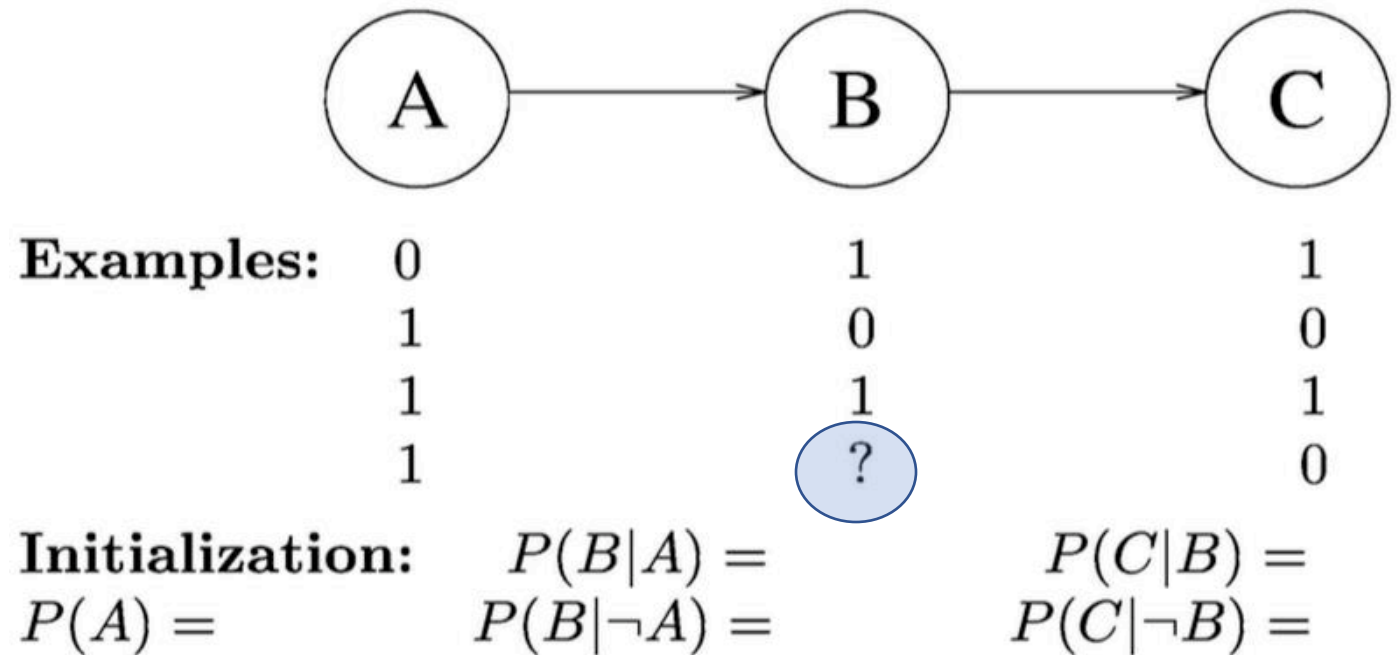 A B C
Examples: 0 1 1
1 0 0
1 1 1
1 ? 0
Initialization: P(B|A) = P(C|B) =
P(A) = P(B|¬A) = P(C|¬B) =